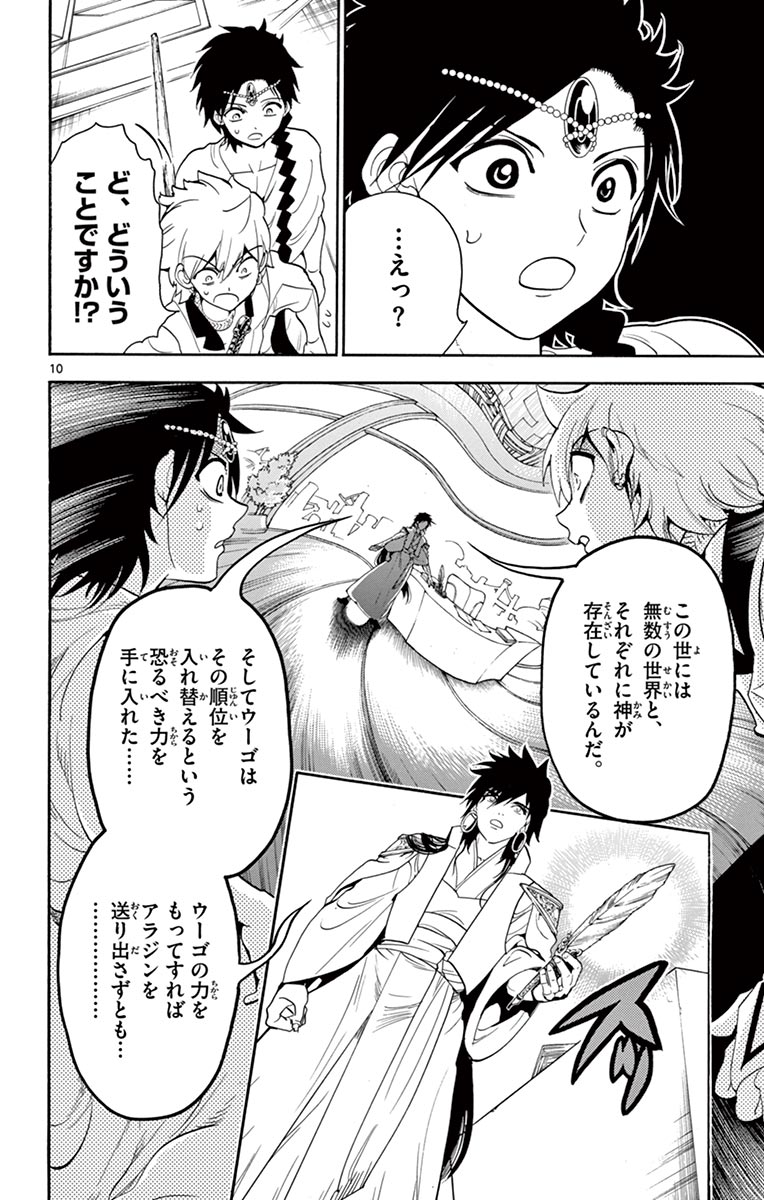 …えっ？
ど、どういう
ことですか!?
10
この世には
無数の世界と、
それぞれに神が
存在しているんだ。
そしてウーゴは
その順位を
入れ替えるという
恐るべき力を
手に入れた……
ウーゴの力を
もってすれば
アラジンを
送り出さずとも…
……………